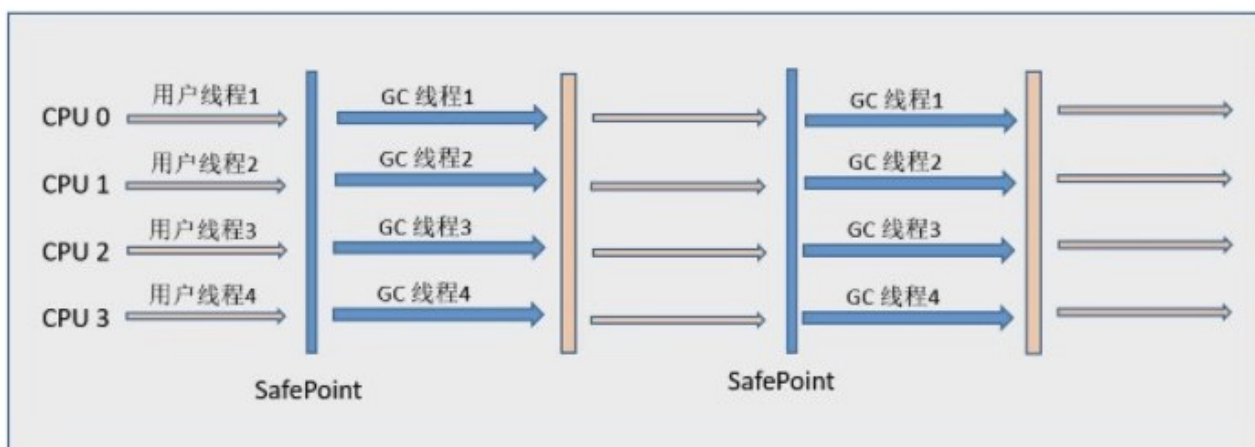 用户线程1 GC 线程1 GC 线程1
CPU 0
用户线程2 GC 线程2 GC 线程2
CPU 1
用户线程3 GC 线程3 GC 线程3
CPU 2
用户线程4 GC 线程4 GC 线程4
CPU 3
SafePoint SafePoint